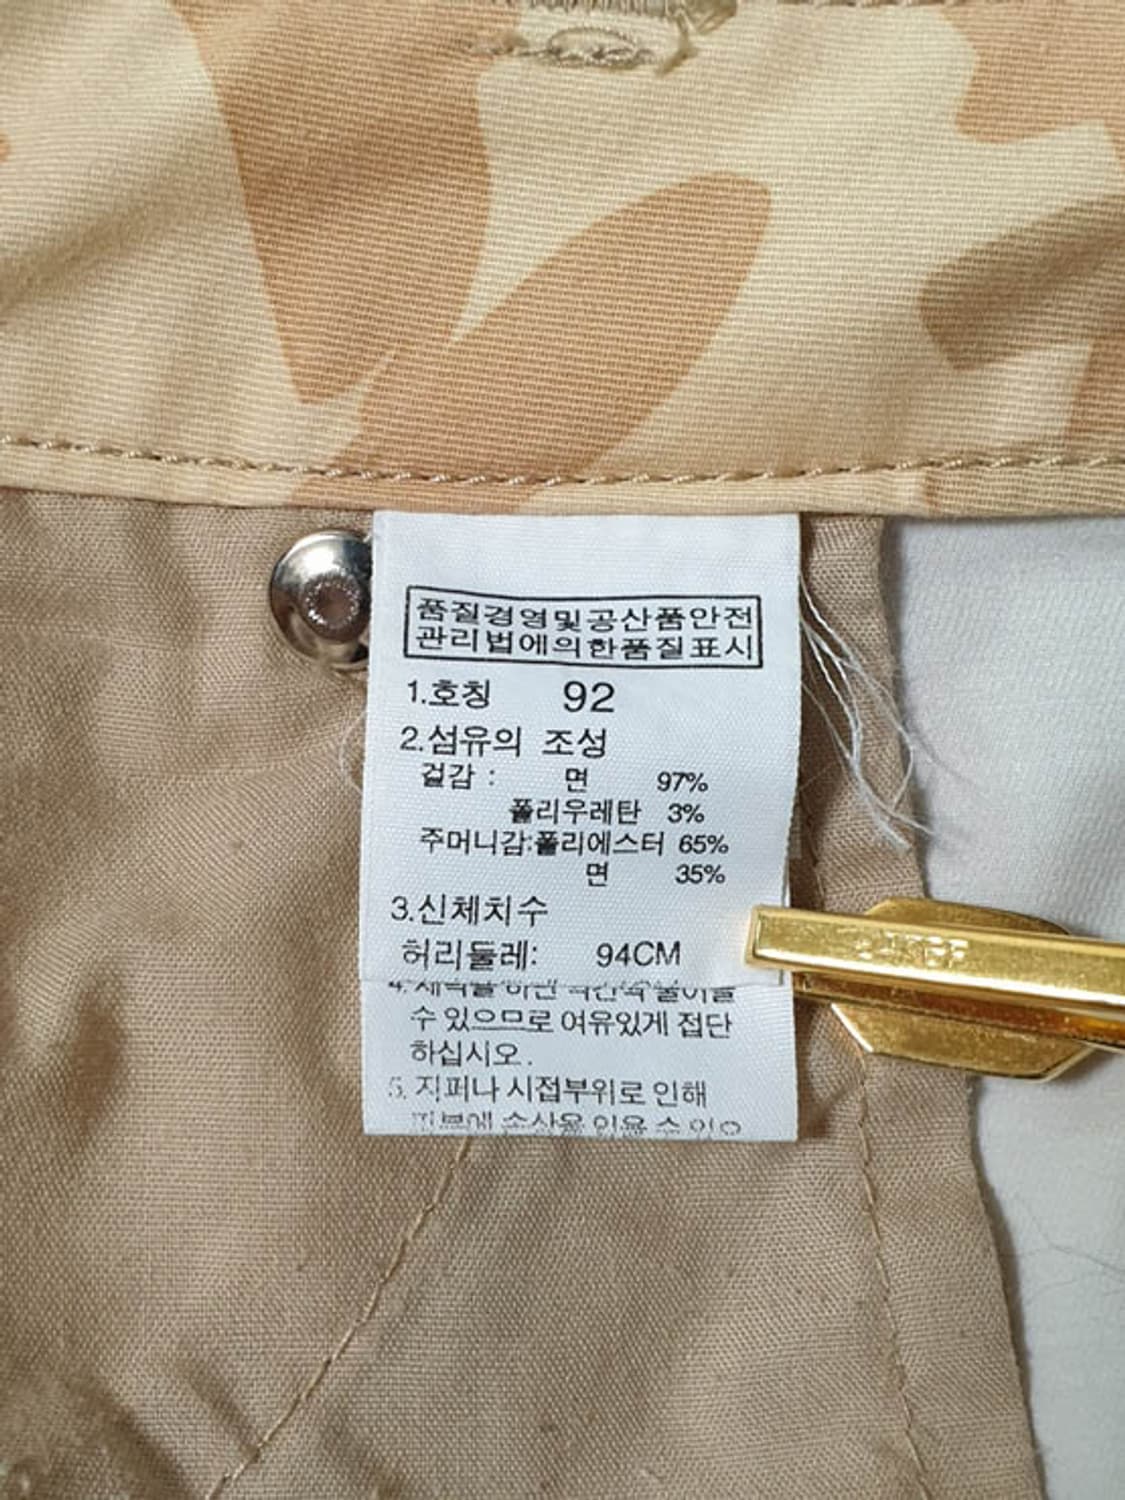 품질경영및공산품안전
관리법에의한품질표시
1.호칭 92
2.섬유의 조성
겉감 : 면 97%
폴리우레탄 3%
주머니감:폴리에스터 65%
면 35%
3.신체치수
허리둘레: 94CM
수 있으므로 여유있게 접단
하십시오.
5. 지퍼나 시접부위로 인해